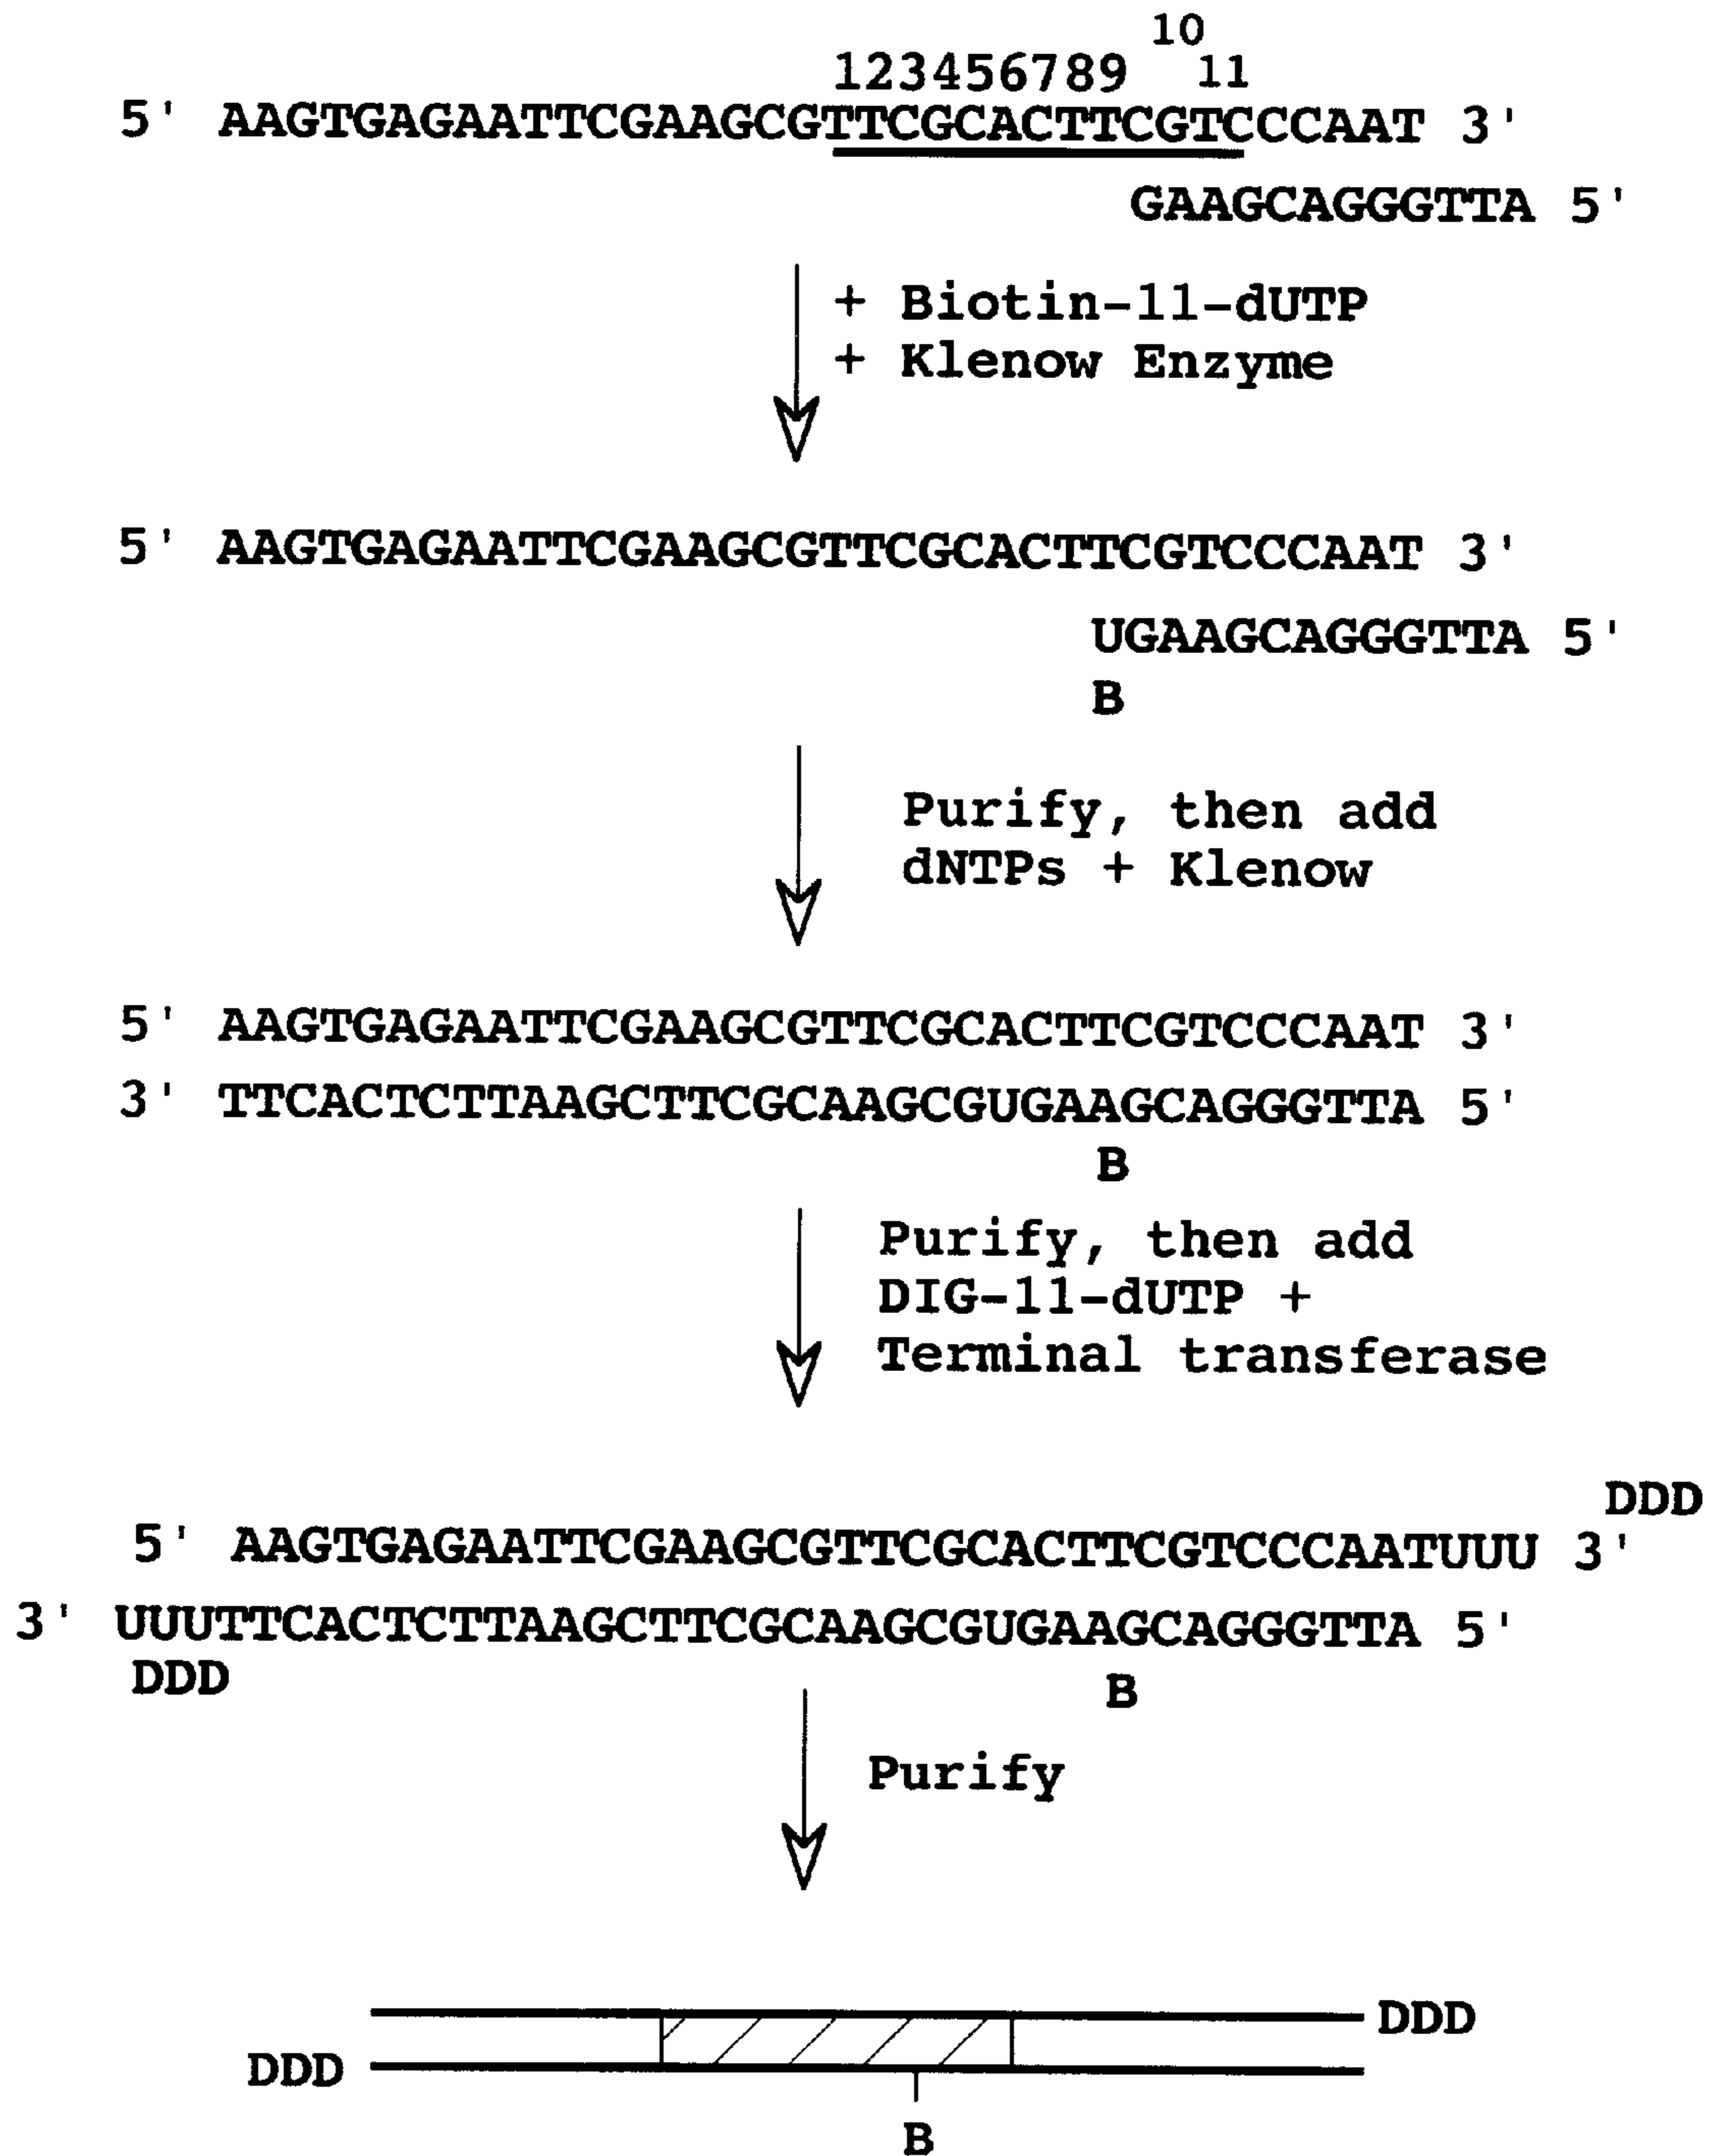 10
123456789
11
5' AAGTGAGAATTCGAAGCGTTCGCACTTCGTCCCAAT 3'
GAAGCAGGGTTA 5'
+ Biotin-11-dUTP
+ Klenow Enzyme
5' AAGTGAGAATTCGAAGCGTTCGCACTTCGTCCCAAT 3'
UGAAGCAGGGTTA 5'
B
Purify, then add
dNTPs + Klenow
5' AAGTGAGAATTCGAAGCGTTCGCACTTCGTCCCAAT 3'
3' TTCACTCTTAAGCTTCGCAAGCGUGAAGCAGGGTTA 5'
B
Purify, then add
DIG-11-dUTP +
Terminal transferase
DDD
5' AAGTGAGAATTCGAAGCGTTCGCACTTCGTCCCAATUUU 3'
3' UUUTTCACTCTTAAGCTTCGCAAGCGUGAAGCAGGGTTA 5'
DDD
B
Purify
DDD
DDD
B